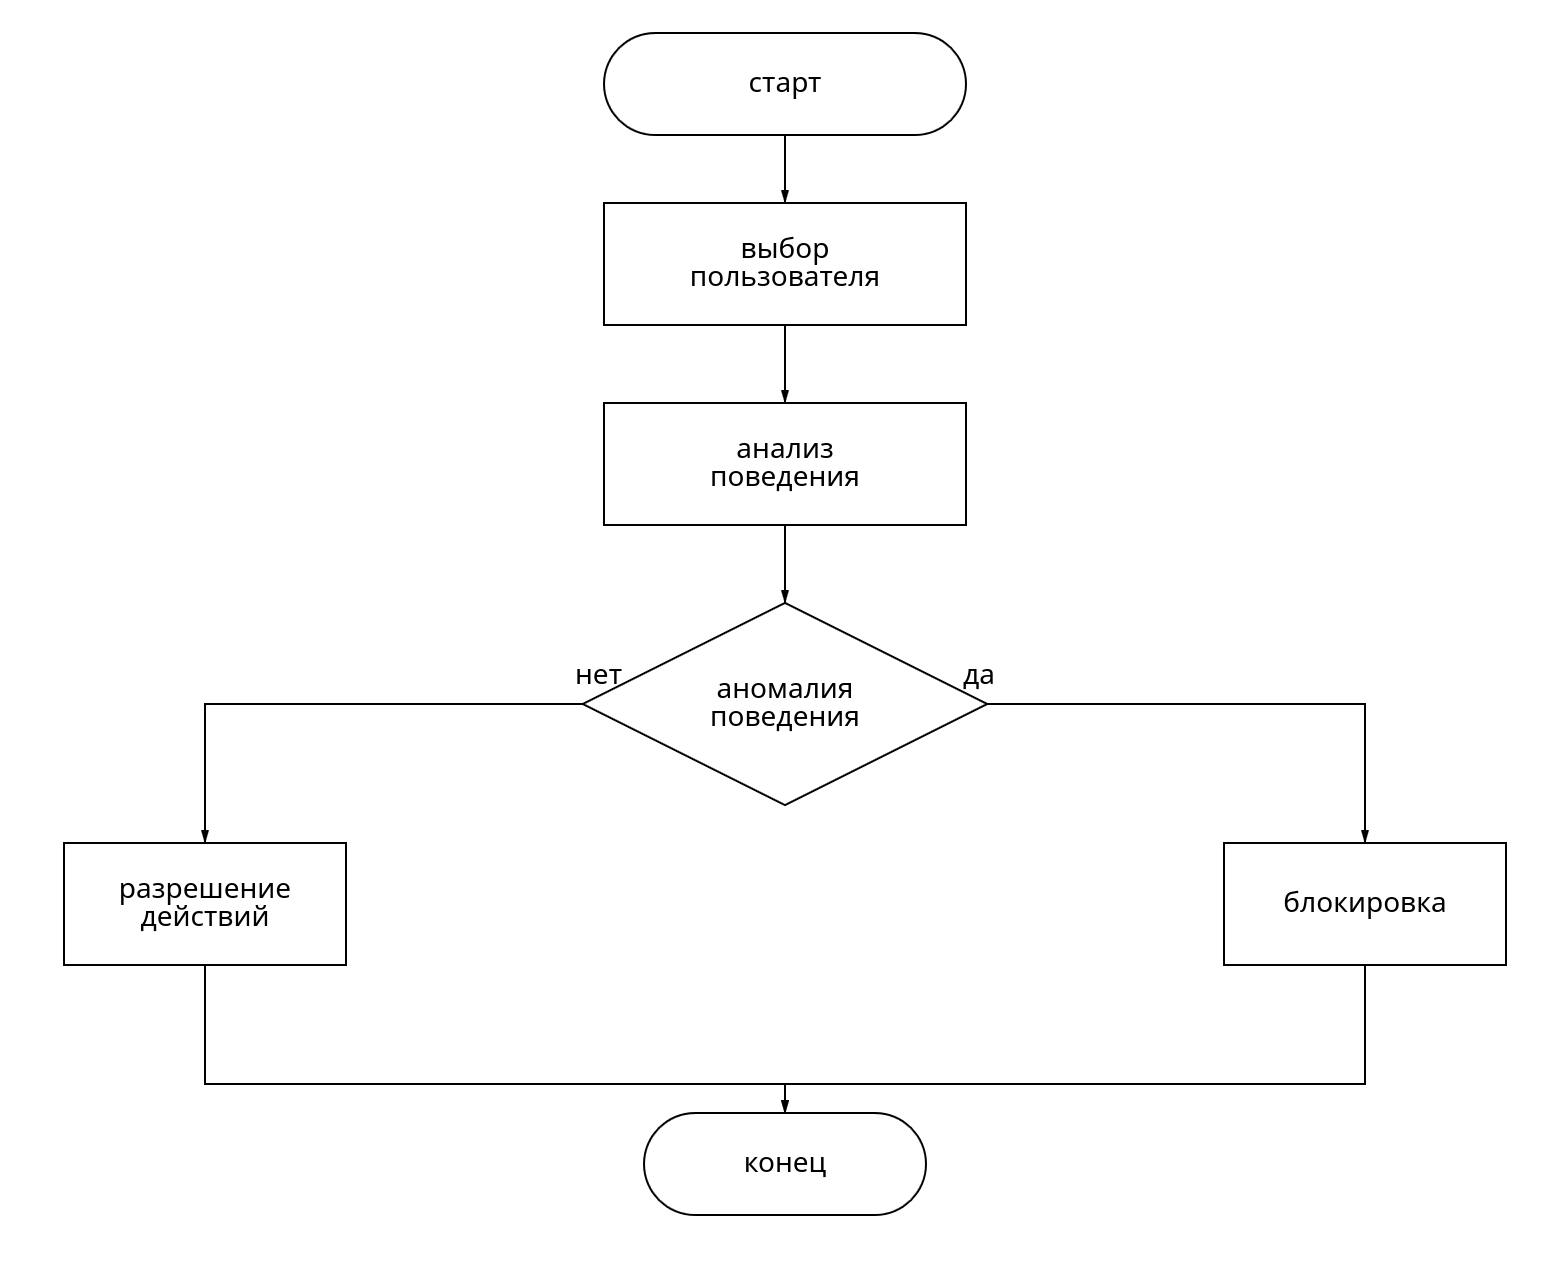 старт
выбор
пользователя
анализ
поведения
нет
да
аномалия
поведения
разрешение
действий
блокировка
конец